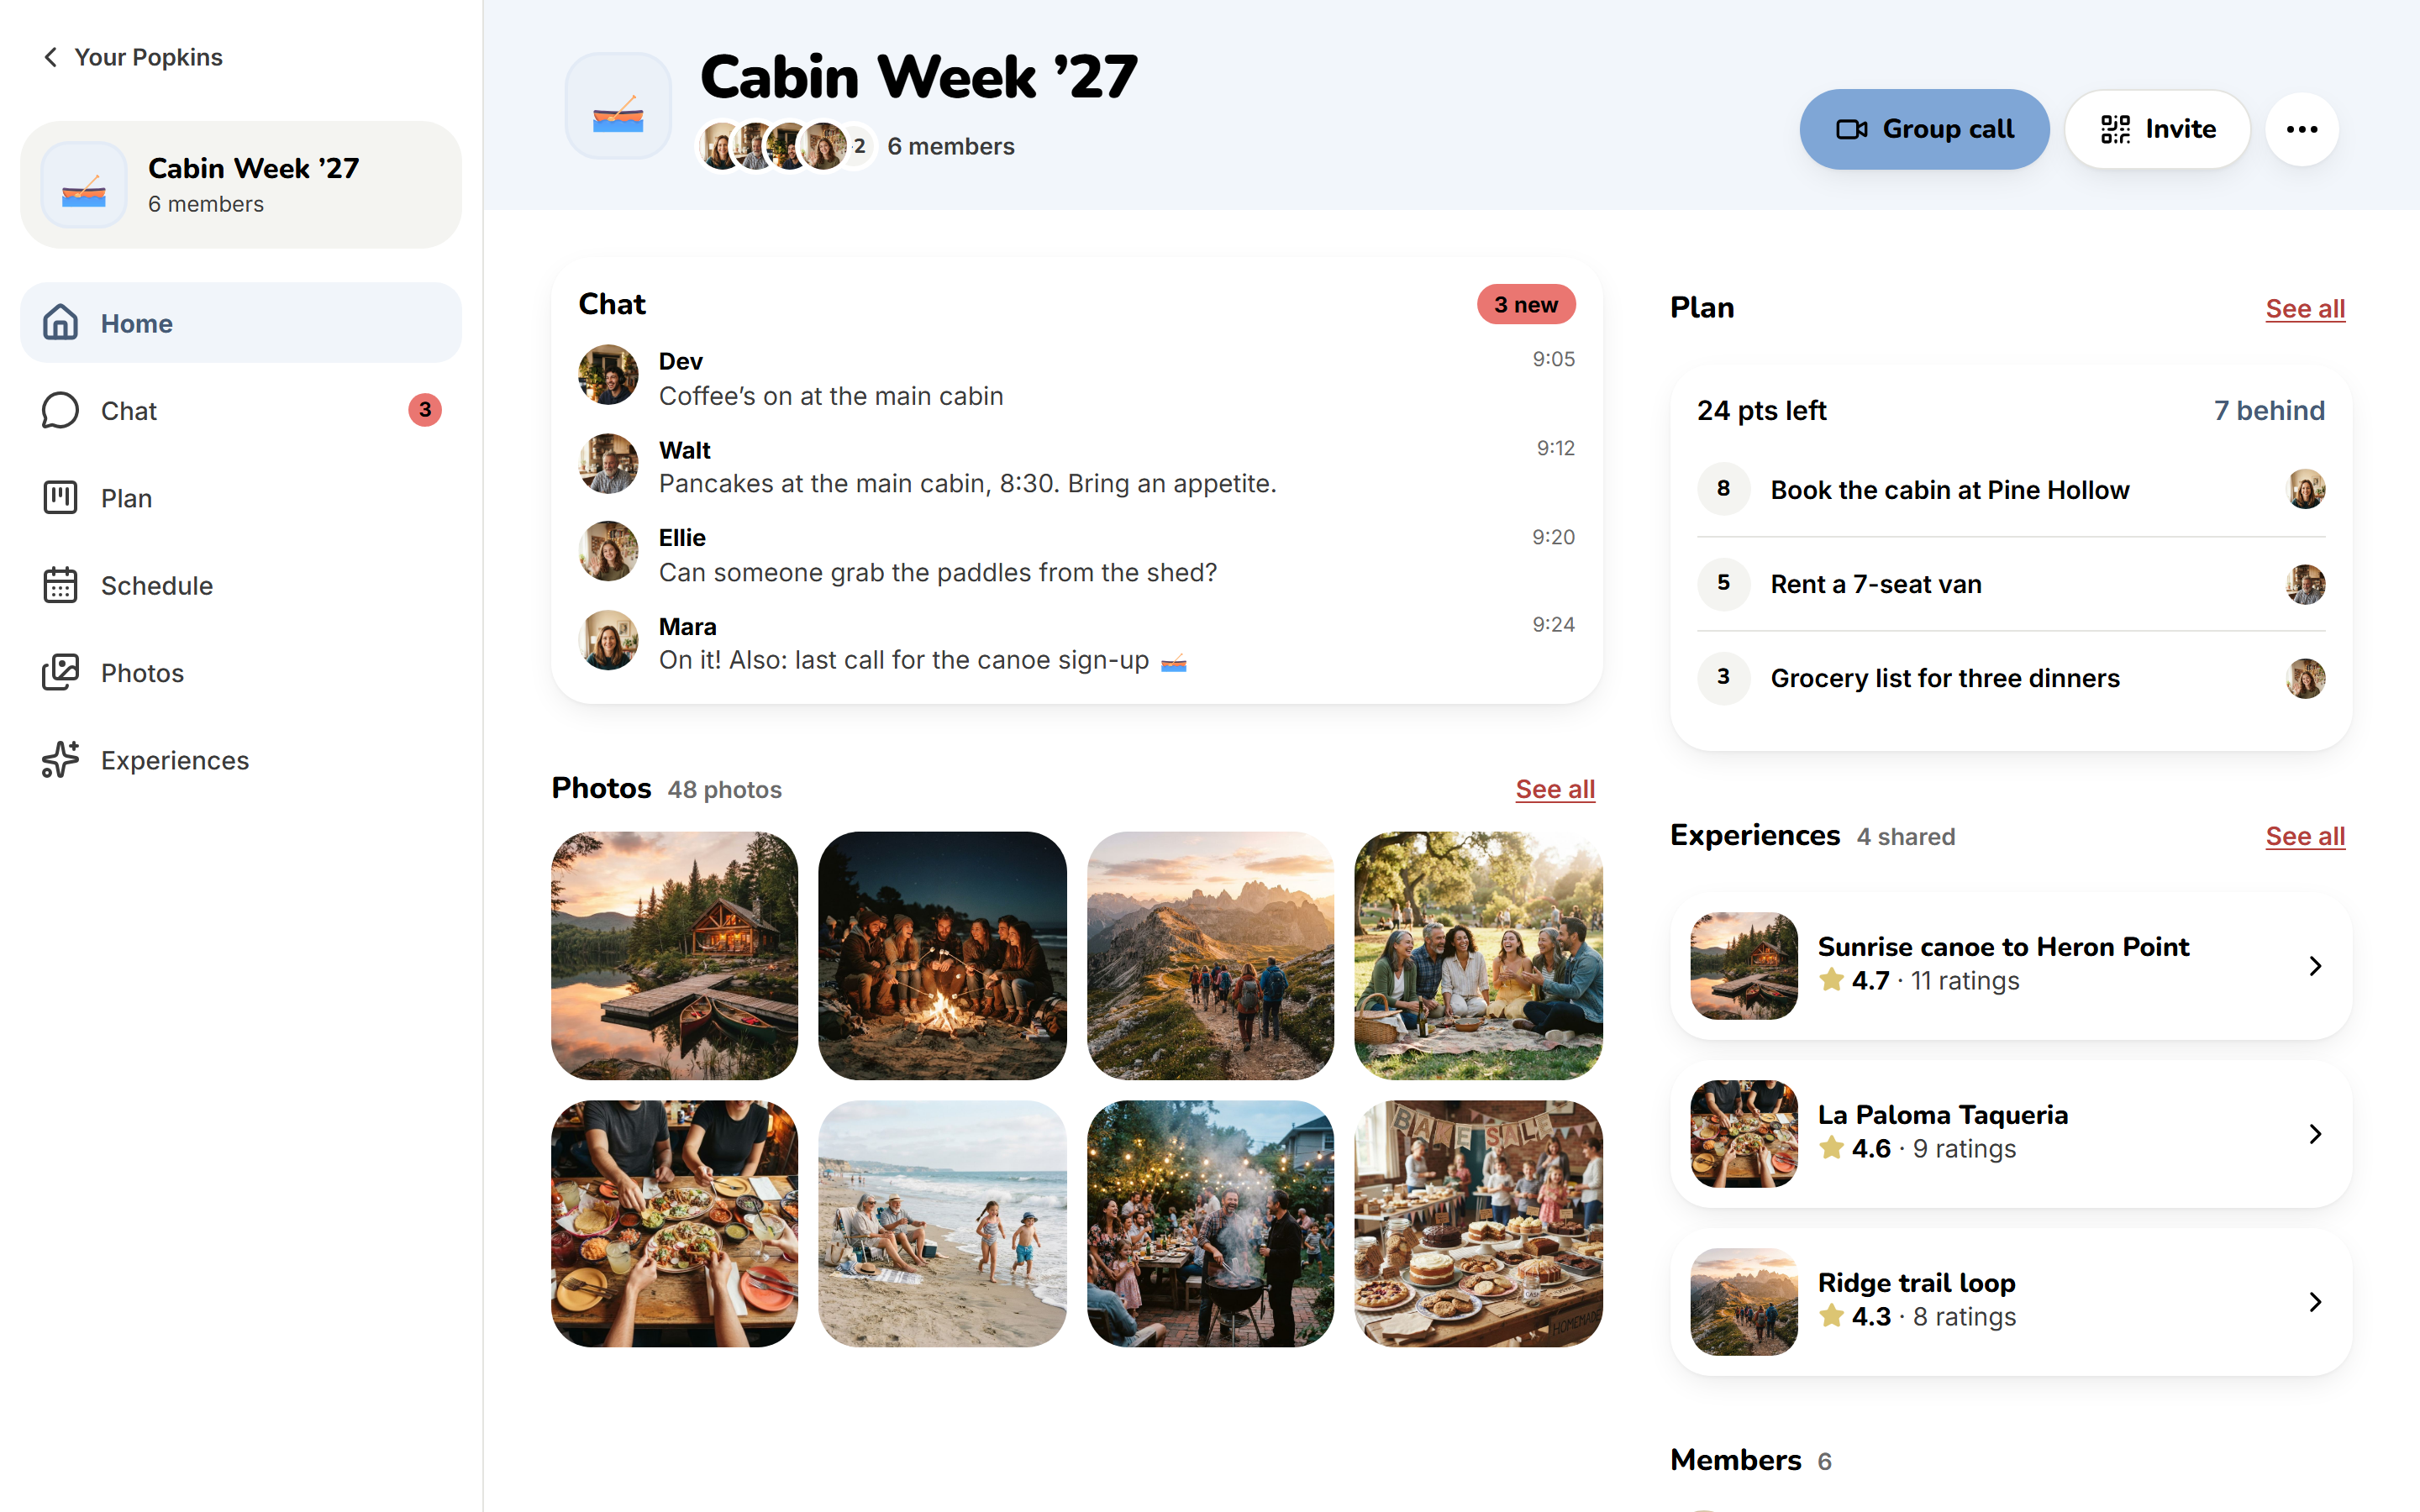 Your Popkins
Cabin Week ’27
6 members
Home
Chat
3
Plan
Schedule
Photos
Experiences
Cabin Week ’27
2
6 members
Group call
Invite
Chat
3 new
Dev
9:05
Coffee’s on at the main cabin
Walt
9:12
Pancakes at the main cabin, 8:30. Bring an appetite.
Ellie
9:20
Can someone grab the paddles from the shed?
Mara
9:24
On it! Also: last call for the canoe sign-up
Photos 48 photos
See all
BAKE SALE
CASH
HOMEMADE
Plan
See all
24 pts left
7 behind
8
Book the cabin at Pine Hollow
5
Rent a 7-seat van
3
Grocery list for three dinners
Experiences 4 shared
See all
Sunrise canoe to Heron Point
4.7 · 11 ratings
La Paloma Taqueria
4.6 · 9 ratings
Ridge trail loop
4.3 · 8 ratings
Members 6